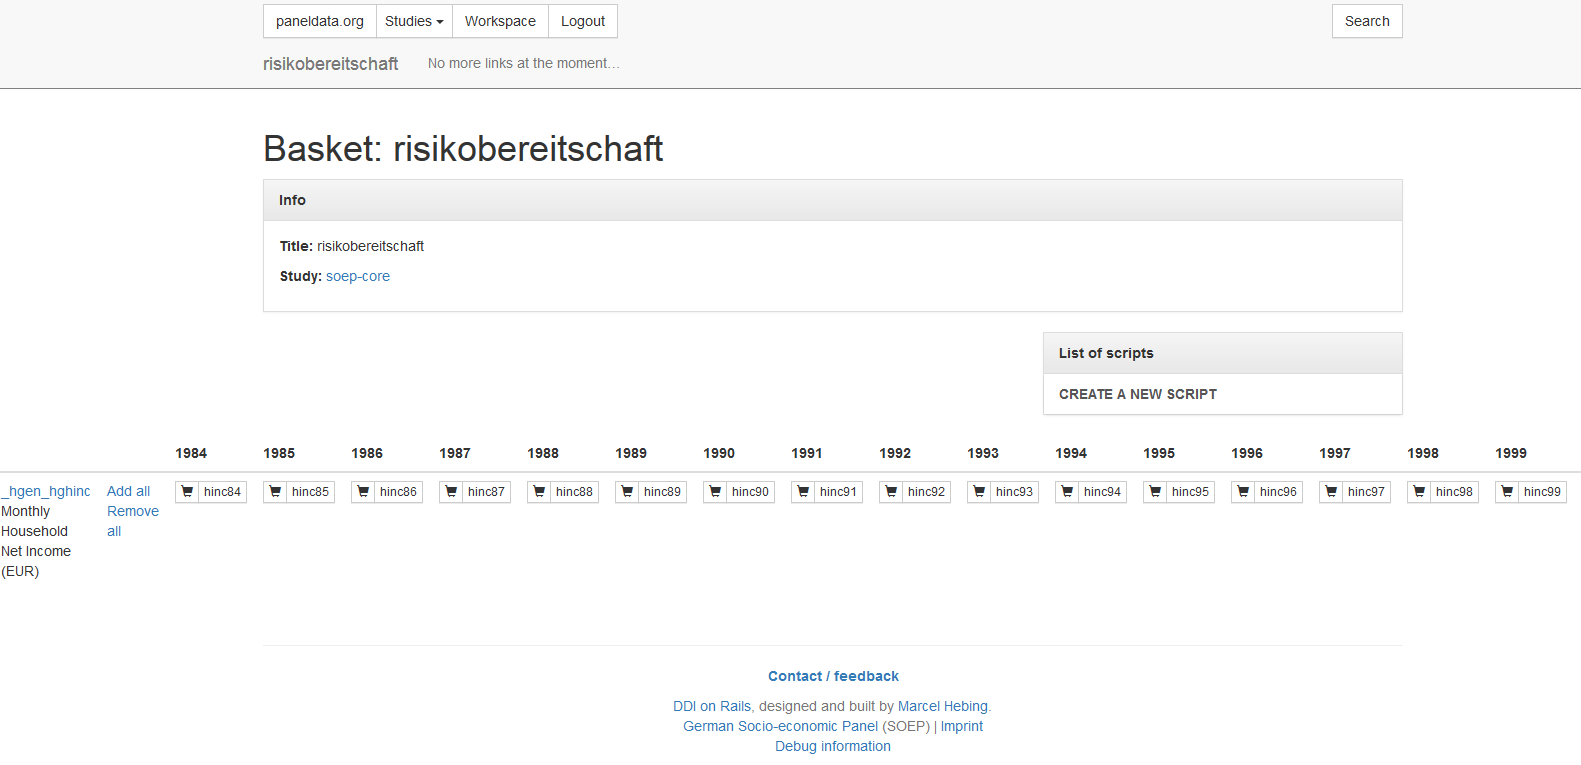 paneldata.org Studies Workspace Logout Search
risikobereitschaft No more links at the moment…
Basket: risikobereitschaft
Info
Title: risikobereitschaft
Study: soep-core
List of scripts
CREATE A NEW SCRIPT
1984 1985 1986 1987 1988 1989 1990 1991 1992 1993 1994 1995 1996 1997 1998 1999
_hgen_hghinc Add all hinc84 hinc85 hinc86 hinc87 hinc88 hinc89 hinc90 hinc91 hinc92 hinc93 hinc94 hinc95 hinc96 hinc97 hinc98 hinc99
Monthly Remove
Household all
Net Income
(EUR)
Contact / feedback
DDI on Rails, designed and built by Marcel Hebing.
German Socio-economic Panel (SOEP) | Imprint
Debug information